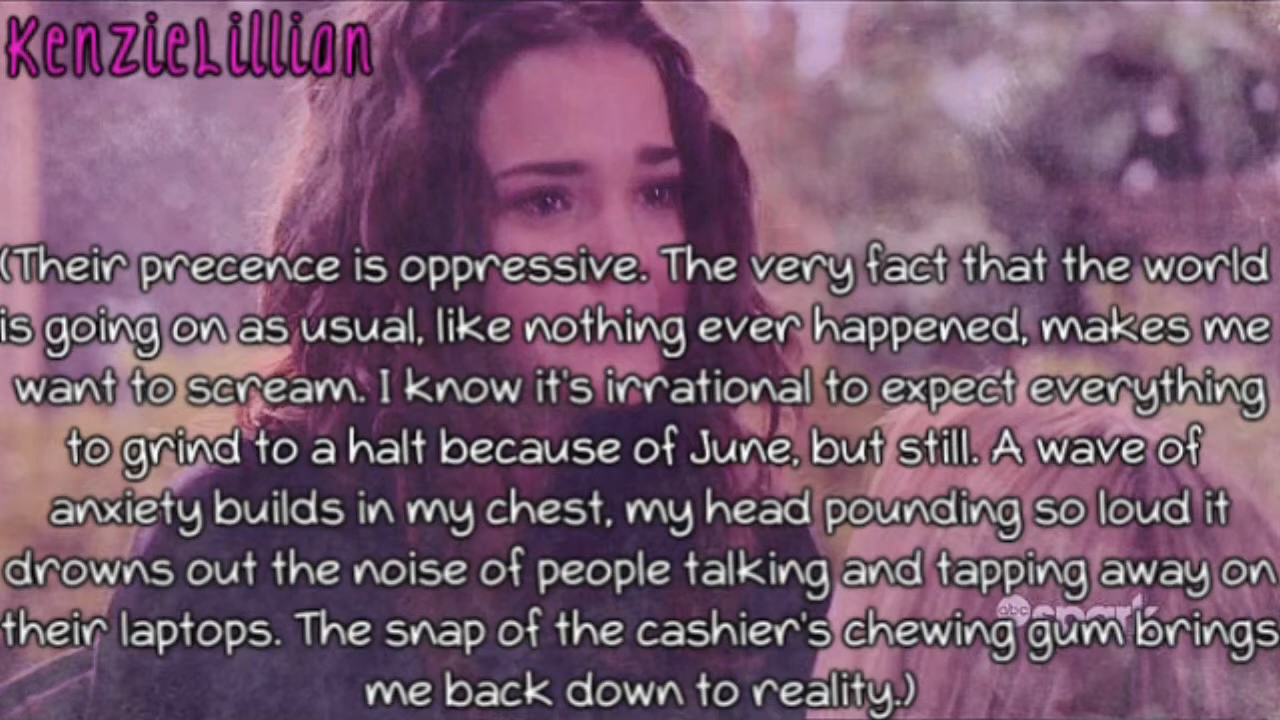 KenzieLillian
(Their precence is oppressive. The very fact that the world
is going on as usual, like nothing ever happened, makes me
want to scream. I know it's irrational to expect everything
to grind to a halt because of June, but still. A wave of
anxiety builds in my chest, my head pounding so loud it
drowns out the noise of people talking and tapping away on
abc spark
their laptops. The snap of the cashier's chewing gum brings
me back down to reality.)